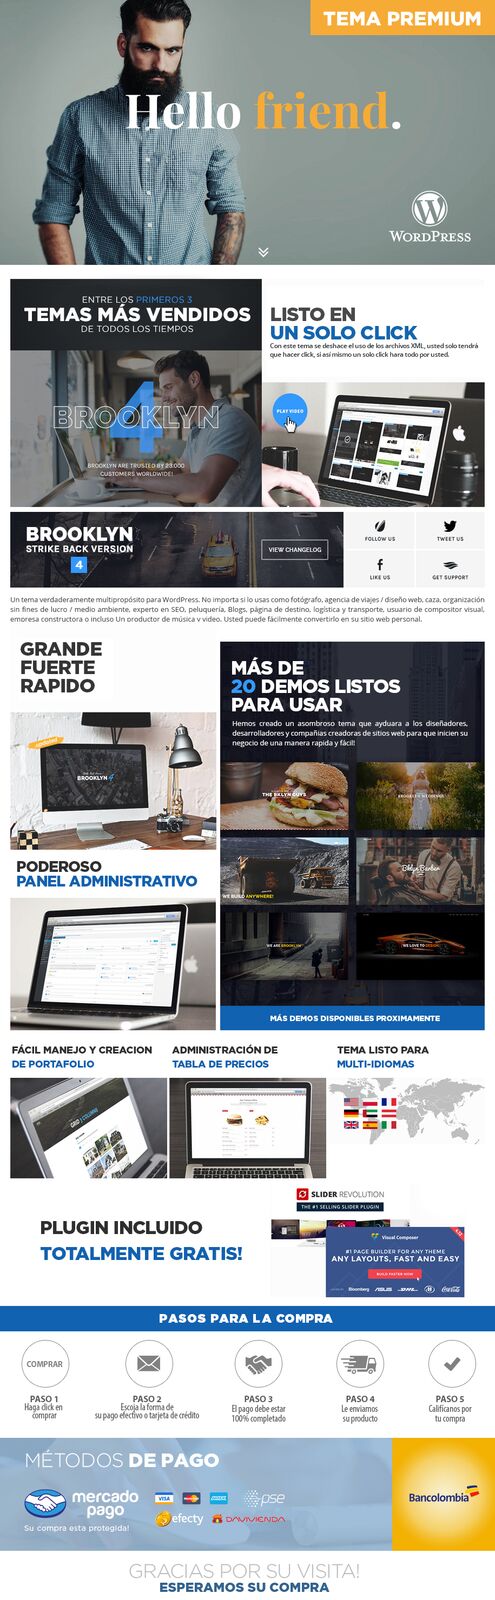 TEMA PREMIUM
Hello friend.
WORDPRESS
ENTRE LOS PRIMEROS 3
TEMAS MÁS VENDIDOS
DE TODOS LOS TIEMPOS
BROOKLYN
4
BROOKLYN ARE TRUSTED BY 23.000
CUSTOMERS WORLDWIDE!
LISTO EN
UN SOLO CLICK
Con este tema se deshace el uso de los archivos XML, usted solo tendrá
que hacer click, si así mismo un solo click hara todo por usted.
PLAY VIDEO
BROOKLYN
STRIKE BACK VERSION
4
VIEW CHANGELOG
FOLLOW US
TWEET US
LIKE US
GET SUPPORT
Un tema verdaderamente multipropósito para WordPress. No importa si lo usas como fotógrafo, agencia de viajes / diseño web, caza, organización
sin fines de lucro / medio ambiente, experto en SEO, peluquería, Blogs, página de destino, logística y transporte, usuario de compositor visual,
empresa constructora o incluso Un productor de música y video. Usted puede fácilmente convertirlo en su sitio web personal.
GRANDE
FUERTE
RAPIDO
BROOKLYN 4
PODEROSO
PANEL ADMINISTRATIVO
MÁS DE
20 DEMOS LISTOS
PARA USAR
Hemos creado un asombroso tema que ayduara a los diseñadores,
desarrolladores y compañias creadoras de sitios web para que inicien su
negocio de una manera rapida y fácil!
THE BKLYN GUYS
BROOKLYN WEDDING
WE BUILD ANYWHERE!
Bklyn Barber
WE ARE BROOKLYN
WE LOVE TO DESIGN
MÁS DEMOS DISPONIBLES PROXIMAMENTE
FÁCIL MANEJO Y CREACION
DE PORTAFOLIO
GRID 3 COLUMNS
ADMINISTRACIÓN DE
TABLA DE PRECIOS
TEMA LISTO PARA
MULTI-IDIOMAS
PLUGIN INCLUIDO
TOTALMENTE GRATIS!
SLIDER REVOLUTION
THE #1 SELLING SLIDER PLUGIN
Visual Composer
#1 PAGE BUILDER FOR ANY THEME
ANY LAYOUTS, FAST AND EASY
BUILD FASTER NOW
Bloomberg ASUS DHL Coca-Cola
PASOS PARA LA COMPRA
COMPRAR
PASO 1
Haga click en
comprar
PASO 2
Escoja la forma de
su pago efectivo o tarjeta de crédito
PASO 3
El pago debe estar
100% completado
PASO 4
Le enviamos
su producto
PASO 5
Calificanos por
tu compra
MÉTODOS DE PAGO
mercado
pago
Su compra esta protegida!
VISA
pse
efecty
DAVIVIENDA
Bancolombia
GRACIAS POR SU VISITA!
ESPERAMOS SU COMPRA